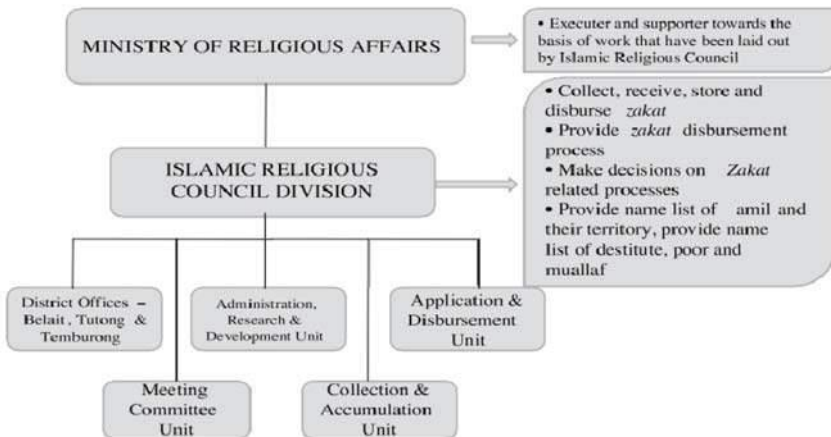 MINISTRY OF RELIGIOUS AFFAIRS
• Executer and supporter towards the
basis of work that have been laid out
by Islamic Religious Council
ISLAMIC RELIGIOUS
COUNCIL DIVISION
• Collect, receive, store and
disburse zakat
• Provide zakat disbursement
process
• Make decisions on Zakat
related processes
• Provide name list of amil and
their territory, provide name
list of destitute, poor and
muallaf
District Offices –
Belait, Tutong &
Temburong
Administration,
Research &
Development Unit
Application &
Disbursement
Unit
Meeting
Committee
Unit
Collection &
Accumulation
Unit